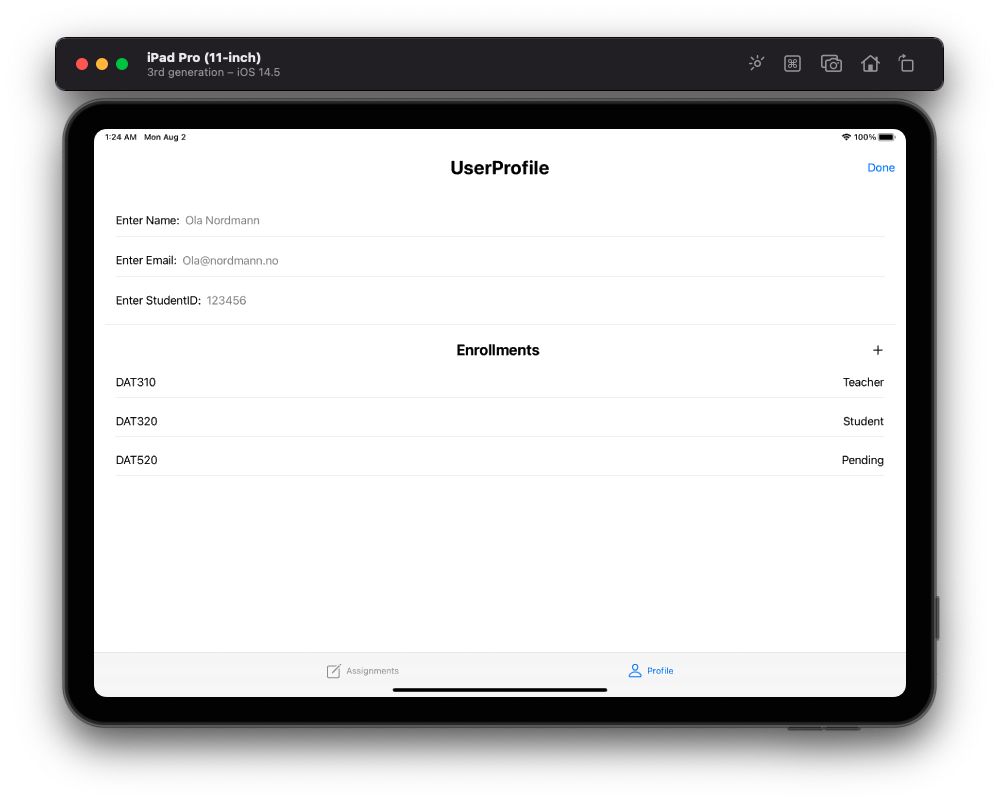 iPad Pro (11-inch)
3rd generation – iOS 14.5
1:24 AM Mon Aug 2 100%
UserProfile Done
Enter Name: Ola Nordmann
Enter Email: Ola@nordmann.no
Enter StudentID: 123456
Enrollments +
DAT310 Teacher
DAT320 Student
DAT520 Pending
Assignments Profile